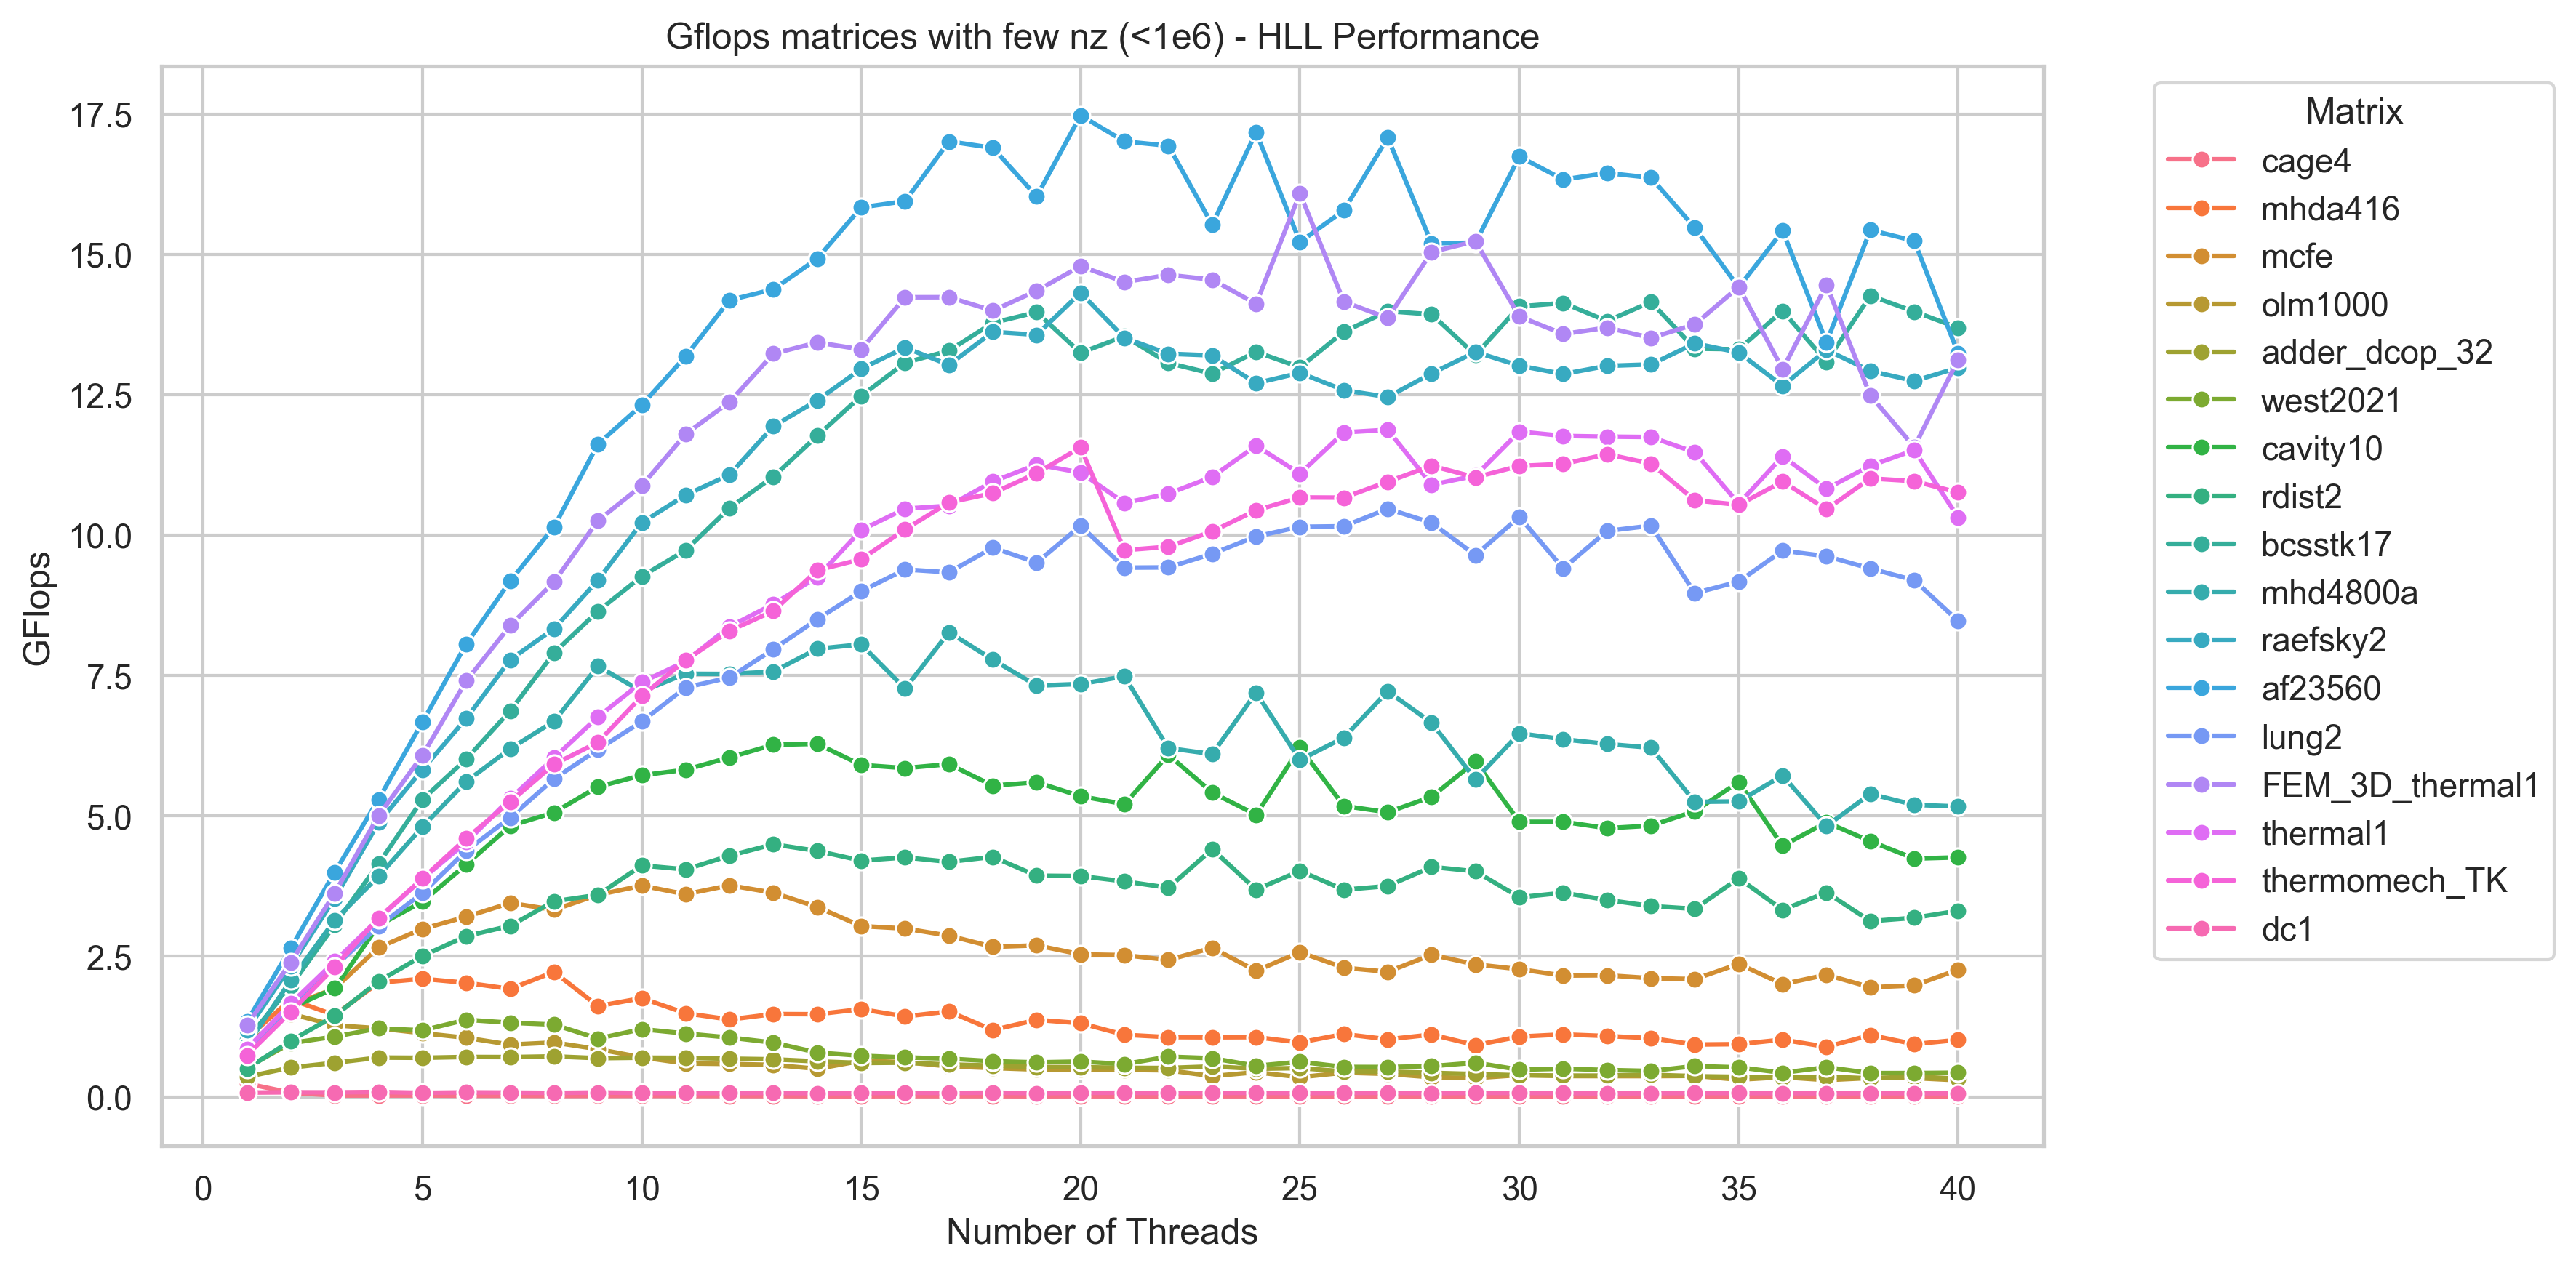 Gflops matrices with few nz (<1e6) - HLL Performance
GFlops
17.5
15.0
12.5
10.0
7.5
5.0
2.5
0.0
0 5 10 15 20 25 30 35 40
Number of Threads
Matrix
cage4
mhda416
mcfe
olm1000
adder_dcop_32
west2021
cavity10
rdist2
bcsstk17
mhd4800a
raefsky2
af23560
lung2
FEM_3D_thermal1
thermal1
thermomech_TK
dc1